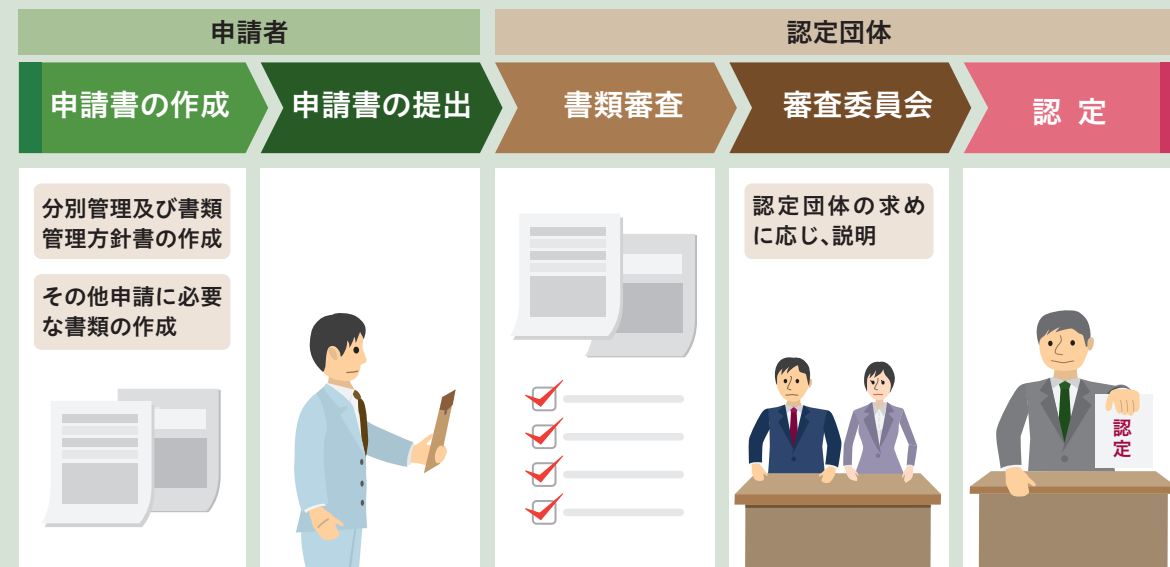 申請者
認定団体
申請書の作成
申請書の提出
書類審査
審査委員会
認 定
分別管理及び書類
管理方針書の作成
その他申請に必要
な書類の作成
認定団体の求め
に応じ、説明
認
定